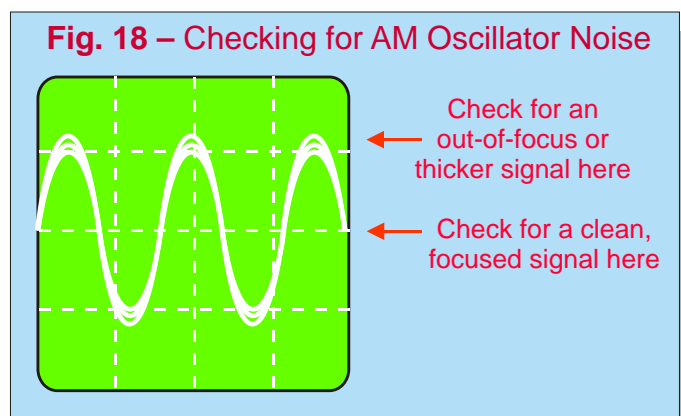 Fig. 18 – Checking for AM Oscillator Noise
Check for an
out-of-focus or
thicker signal here
Check for a clean,
focused signal here